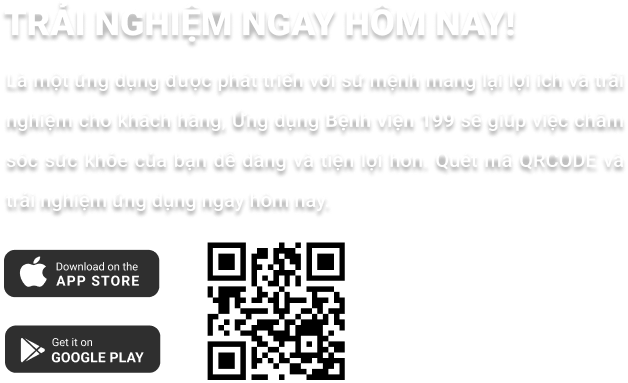 TRẢI NGHIỆM NGAY HÔM NAY!
Là một ứng dụng được phát triển với sứ mệnh mang lại lợi ích và trải
nghiệm cho khách hàng, Ứng dụng Bệnh viện 199 sẽ giúp việc chăm
sóc sức khỏe của bạn dễ dàng và tiện lợi hơn. Quét mã QRCODE và
trải nghiệm ứng dụng ngay hôm nay.
Download on the
APP STORE
Get it on
GOOGLE PLAY